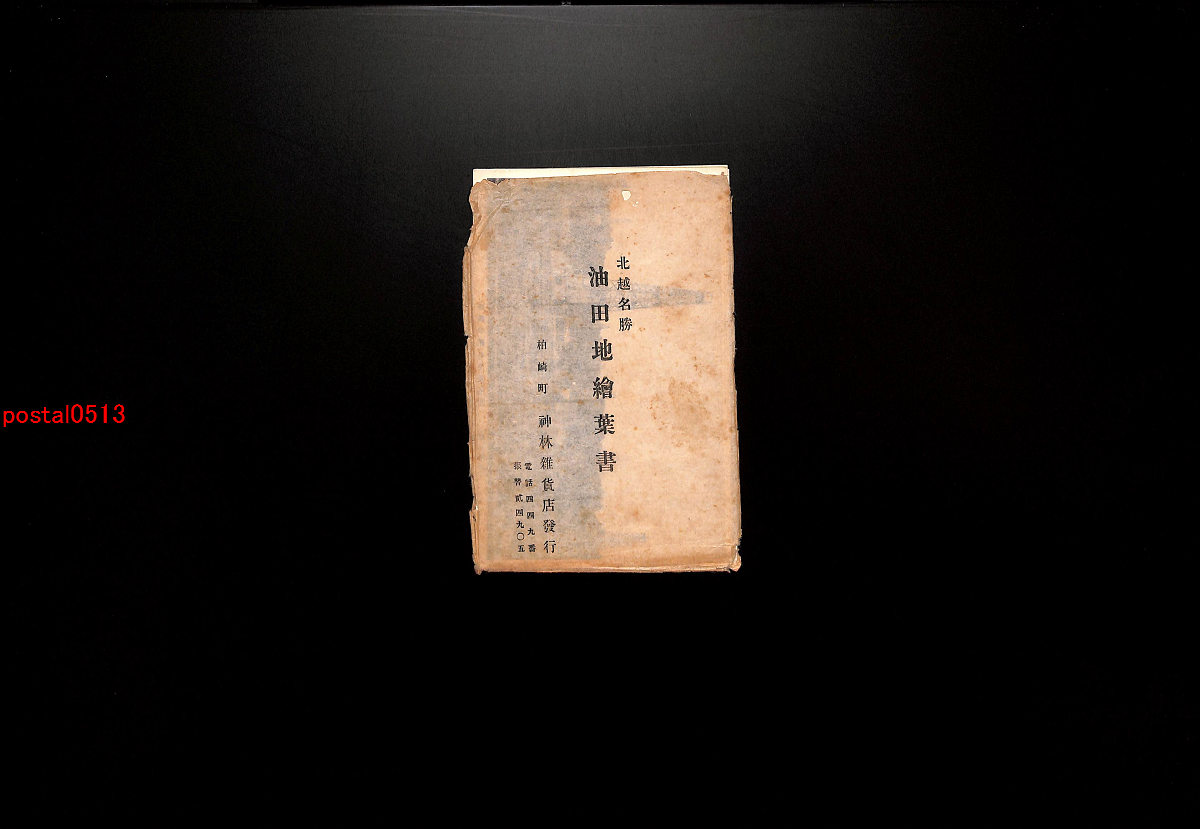 北越名勝
油田地繪葉書
柏崎町 神林雜貨店發行
電話四四九番
振替貳四九〇五
postal0513